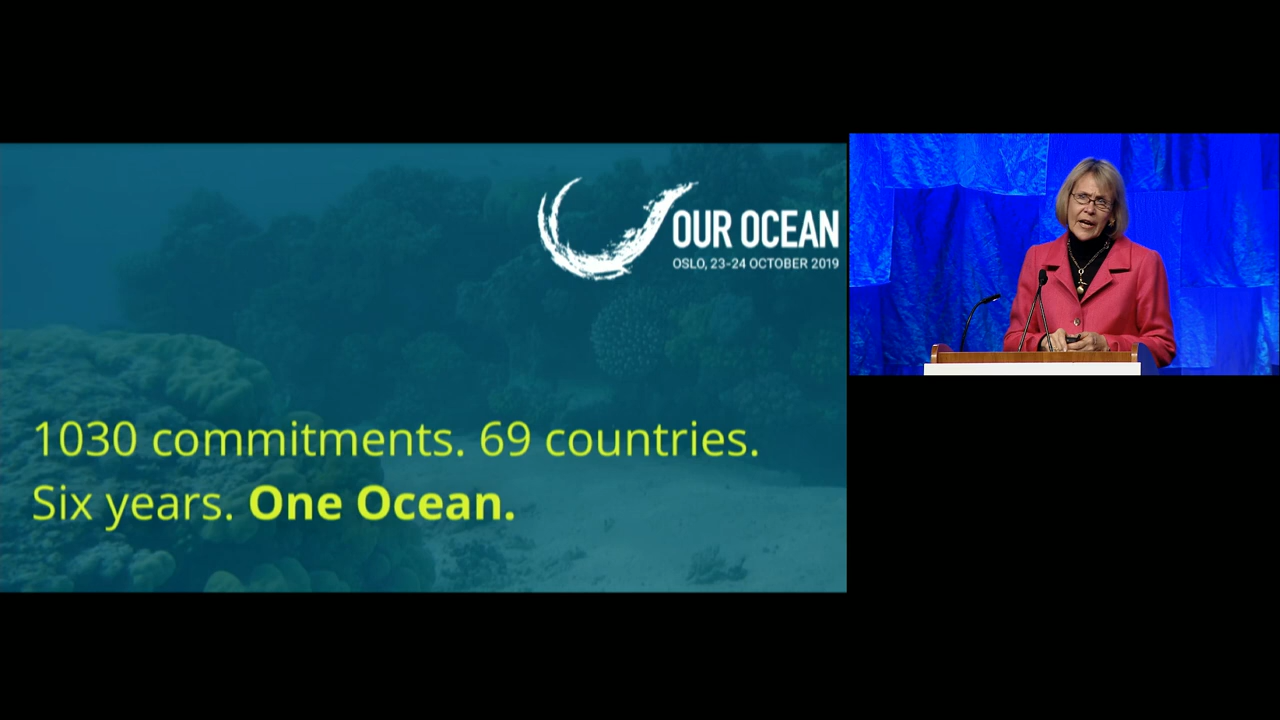 OUR OCEAN
OSLO, 23-24 OCTOBER 2019
1030 commitments. 69 countries.
Six years. One Ocean.